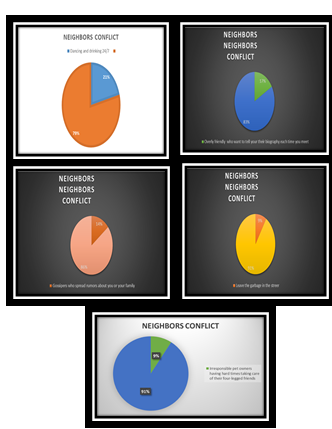 NEIGHBORS CONFLICT
Dancing and drinking 24/7
79%
NEIGHBORS
NEIGHBORS
CONFLICT
Overly friendly who want to tell your their biography each time you meet
NEIGHBORS
NEIGHBORS
CONFLICT
Gossipers who spread rumors about you or your family
NEIGHBORS
NEIGHBORS
CONFLICT
Leave the garbage in the street
NEIGHBORS CONFLICT
9%
91%
Irresponsible pet owners
having hard times taking care
of their four-legged friends